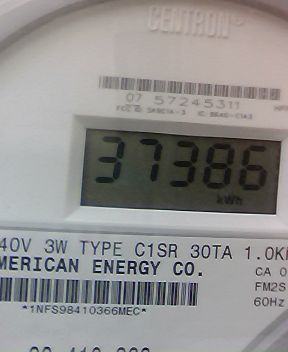 CENTRON®
07 57245311
37386
kWh
40V 3W TYPE C1SR 30TA 1.0K
MERICAN ENERGY CO.
CA 0
FM2S
60Hz
*1NFS98410366MEC*